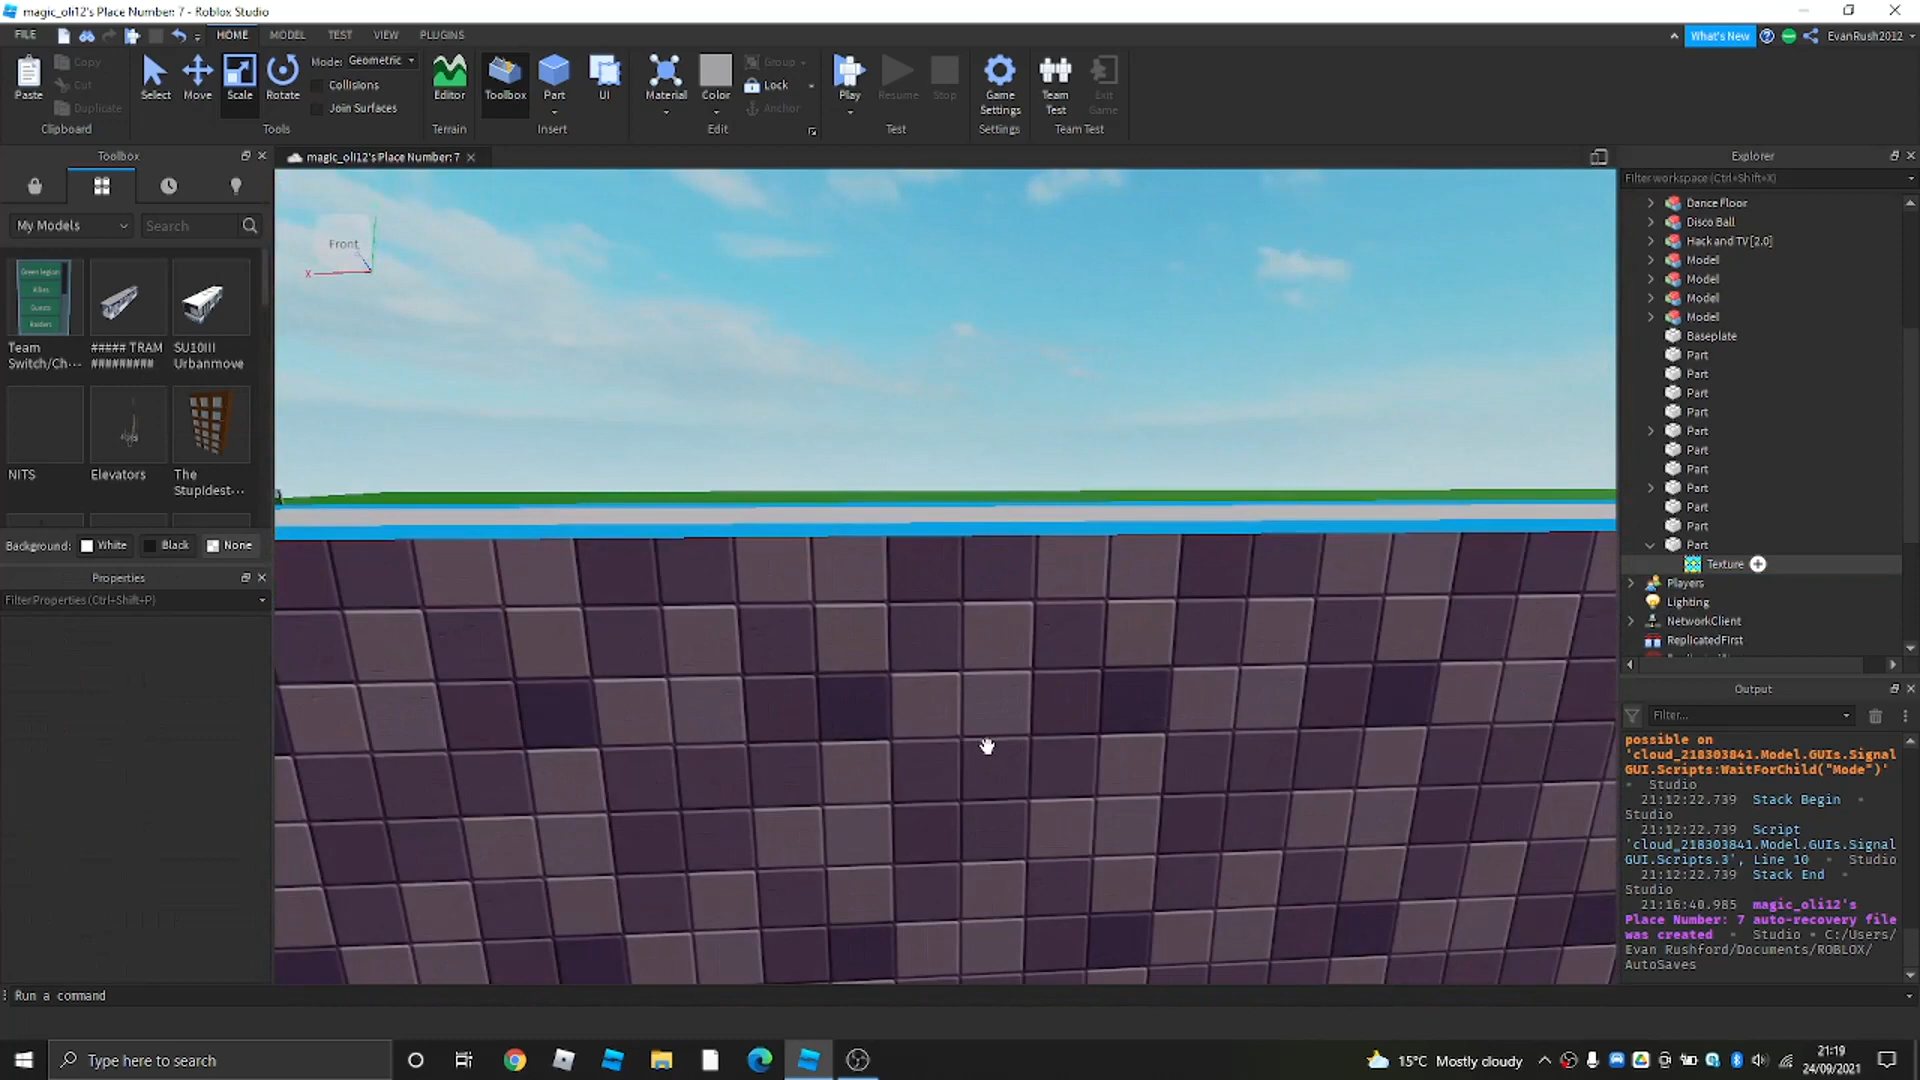 magic_oli12's Place Number: 7 - Roblox Studio
FILE HOME MODEL TEST VIEW PLUGINS What's New EvanRush2012
Paste Copy Cut Duplicate
Select Move Scale Rotate
Mode: Geometric
Collisions
Join Surfaces
Editor Toolbox Part UI
Material Color Group Lock Anchor
Play Resume Stop
Game Settings Team Test Exit Game
Clipboard Tools Terrain Insert Edit Test Settings Team Test
Toolbox
magic_oli12's Place Number: 7
Explorer
My Models
Search
Filter workspace (Ctrl+Shift+X)
Green legion
Allies
Guests
Raiders
Team Switch/Ch...
##### TRAM #########
SU10III Urbanmove
NITS
Elevators
The Stupidest...
Background: White Black None
Properties
Filter Properties (Ctrl+Shift+P)
Front
X
Dance Floor
Disco Ball
Hack and TV [2.0]
Model
Model
Model
Model
Baseplate
Part
Part
Part
Part
Part
Part
Part
Part
Part
Part
Part
Texture
Players
Lighting
NetworkClient
ReplicatedFirst
Output
Filter...
possible on
'cloud_218303841.Model.GUIs.Signal
GUI.Scripts:WaitForChild("Mode")'
- Studio
21:12:22.739 Stack Begin -
Studio
21:12:22.739 Script
'cloud_218303841.Model.GUIs.Signal
GUI.Scripts.3', Line 10 - Studio
21:12:22.739 Stack End -
Studio
21:16:40.985 magic_oli12's
Place Number: 7 auto-recovery file
was created - Studio - C:/Users/
Evan Rushford/Documents/ROBLOX/
AutoSaves
Run a command
Type here to search
15°C Mostly cloudy
21:19
24/09/2021